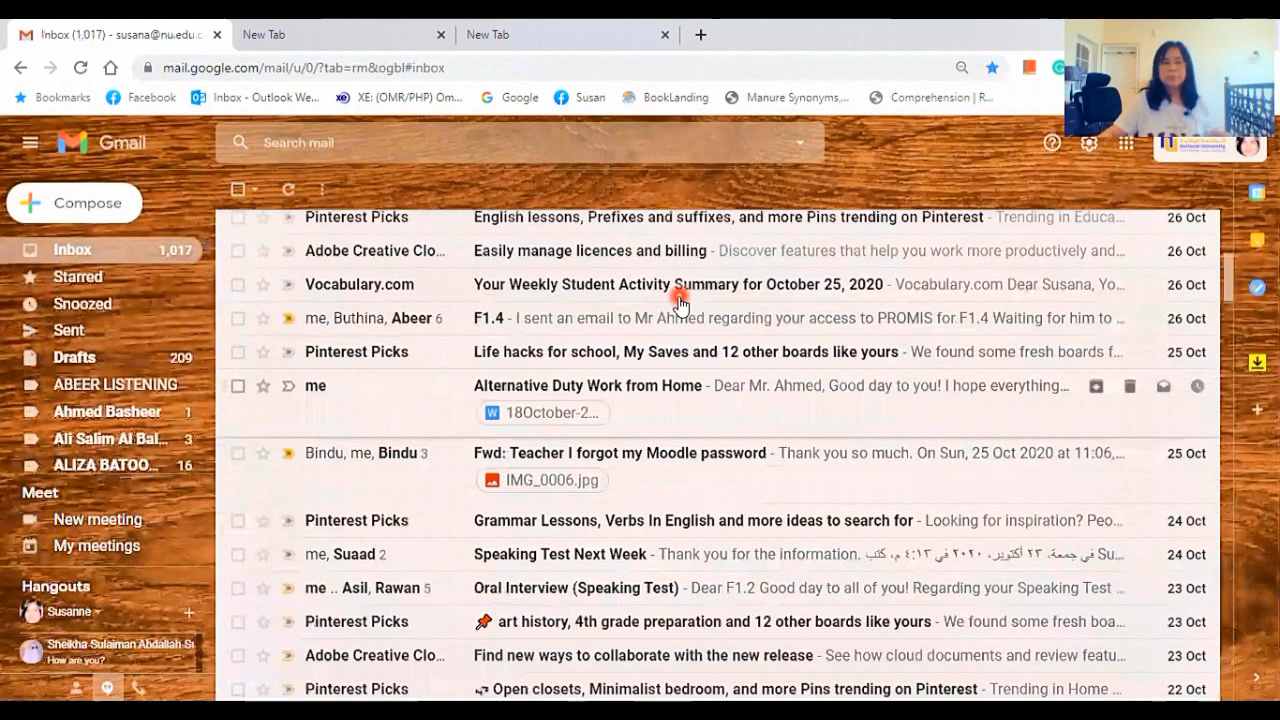 Inbox (1,017) - susana@nu.edu.c
New Tab
New Tab
mail.google.com/mail/u/0/?tab=rm&ogbl#inbox
Bookmarks Facebook Inbox - Outlook We... XE: (OMR/PHP) Om... Google Susan BookLanding Manure Synonyms,... Comprehension | R...
Gmail
Search mail
Compose
Inbox 1,017
Starred
Snoozed
Sent
Drafts 209
ABEER LISTENING
Ahmed Basheer 1
Ali Salim Al Bal... 3
ALIZA BATOO... 16
Meet
New meeting
My meetings
Hangouts
Susanne
Sheikha Sulaiman Abdallah Su
How are you?
Pinterest Picks English lessons, Prefixes and suffixes, and more Pins trending on Pinterest - Trending in Educa... 26 Oct
Adobe Creative Clo... Easily manage licences and billing - Discover features that help you work more productively and... 26 Oct
Vocabulary.com Your Weekly Student Activity Summary for October 25, 2020 - Vocabulary.com Dear Susana, Yo... 26 Oct
me, Buthina, Abeer 6 F1.4 - I sent an email to Mr Ahmed regarding your access to PROMIS for F1.4 Waiting for him to ... 26 Oct
Pinterest Picks Life hacks for school, My Saves and 12 other boards like yours - We found some fresh boards f... 25 Oct
me Alternative Duty Work from Home - Dear Mr. Ahmed, Good day to you! I hope everything...
18October-2...
Bindu, me, Bindu 3 Fwd: Teacher I forgot my Moodle password - Thank you so much. On Sun, 25 Oct 2020 at 11:06,... 25 Oct
IMG_0006.jpg
Pinterest Picks Grammar Lessons, Verbs In English and more ideas to search for - Looking for inspiration? Peo... 24 Oct
me, Suaad 2 Speaking Test Next Week - Thank you for the information. في جمعة، ٢٣ أكتوبر، ٢٠٢٠ في ٤:١٣ م، كتب Su... 24 Oct
me .. Asil, Rawan 5 Oral Interview (Speaking Test) - Dear F1.2 Good day to all of you! Regarding your Speaking Test ... 23 Oct
Pinterest Picks 📌 art history, 4th grade preparation and 12 other boards like yours - We found some fresh boa... 23 Oct
Adobe Creative Clo... Find new ways to collaborate with the new release - See how cloud documents and review featu... 23 Oct
Pinterest Picks Open closets, Minimalist bedroom, and more Pins trending on Pinterest - Trending in Home ... 22 Oct